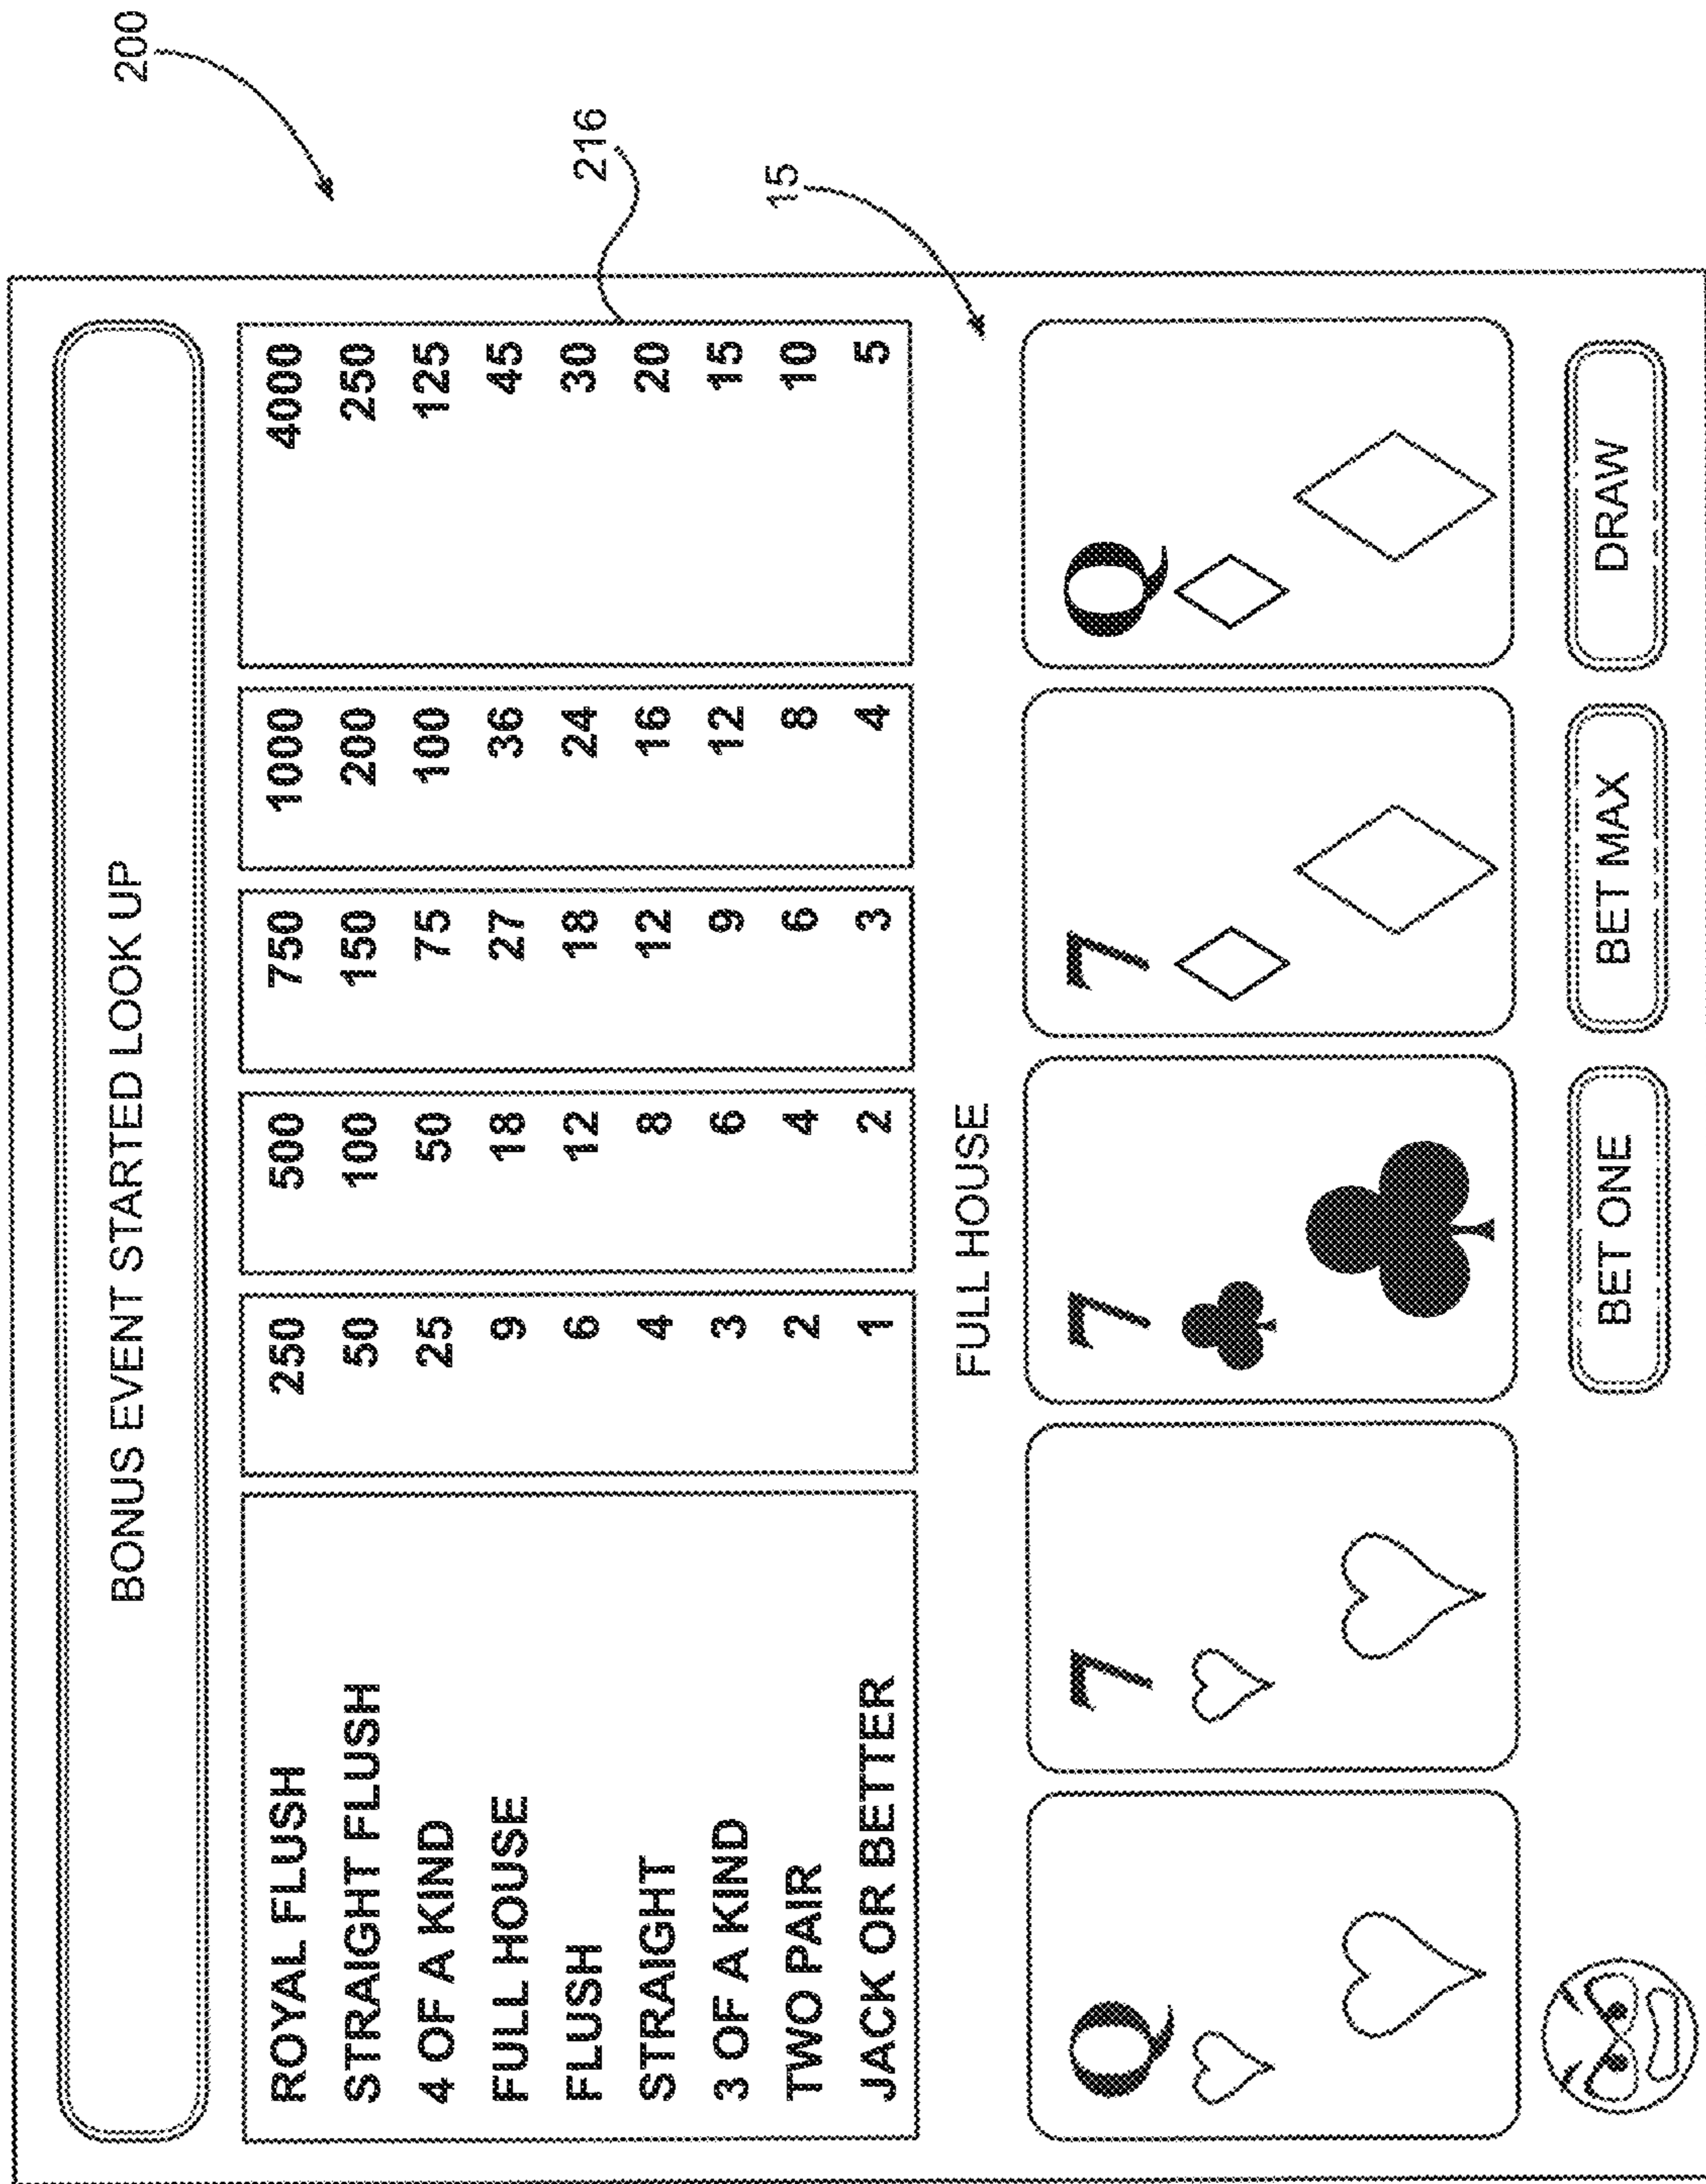 200
BONUS EVENT STARTED LOOK UP
ROYAL FLUSH 250 500 750 1000 4000
STRAIGHT FLUSH 50 100 150 200 250
4 OF A KIND 25 50 75 100 125
FULL HOUSE 9 18 27 36 45
FLUSH 6 12 18 24 30
STRAIGHT 4 8 12 16 20
3 OF A KIND 3 6 9 12 15
TWO PAIR 2 4 6 8 10
JACK OR BETTER 1 2 3 4 5
216
15
FULL HOUSE
Q 7 7 7 Q
BET ONE BET MAX DRAW